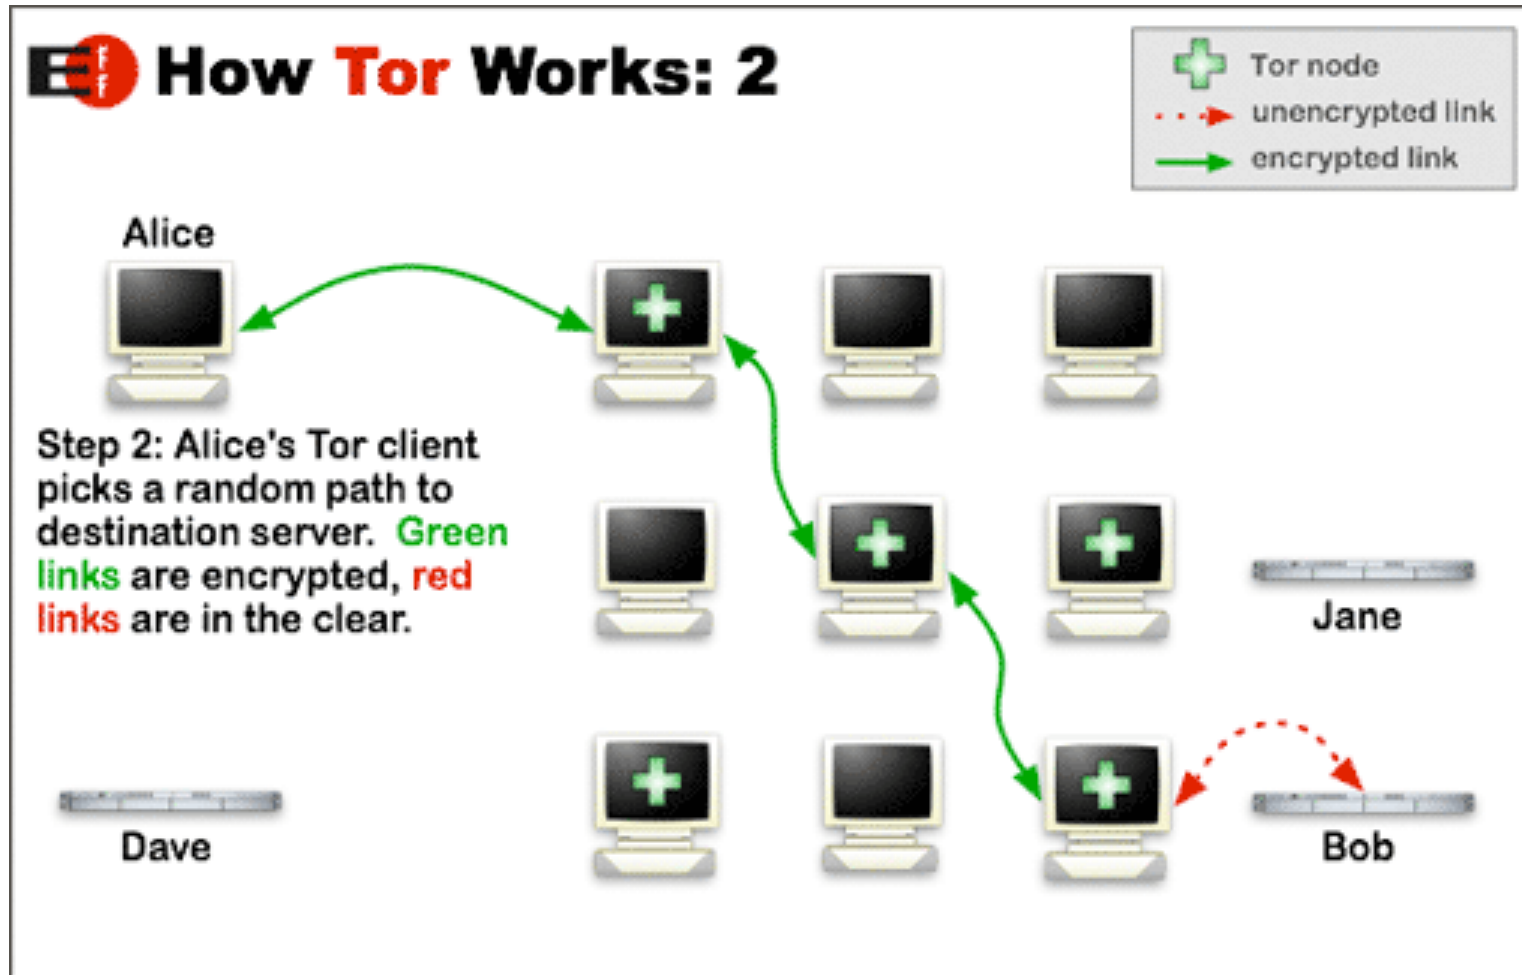 EFF How Tor Works: 2
Tor node
unencrypted link
encrypted link
Alice
Step 2: Alice's Tor client
picks a random path to
destination server. Green
links are encrypted, red
links are in the clear.
Jane
Dave
Bob